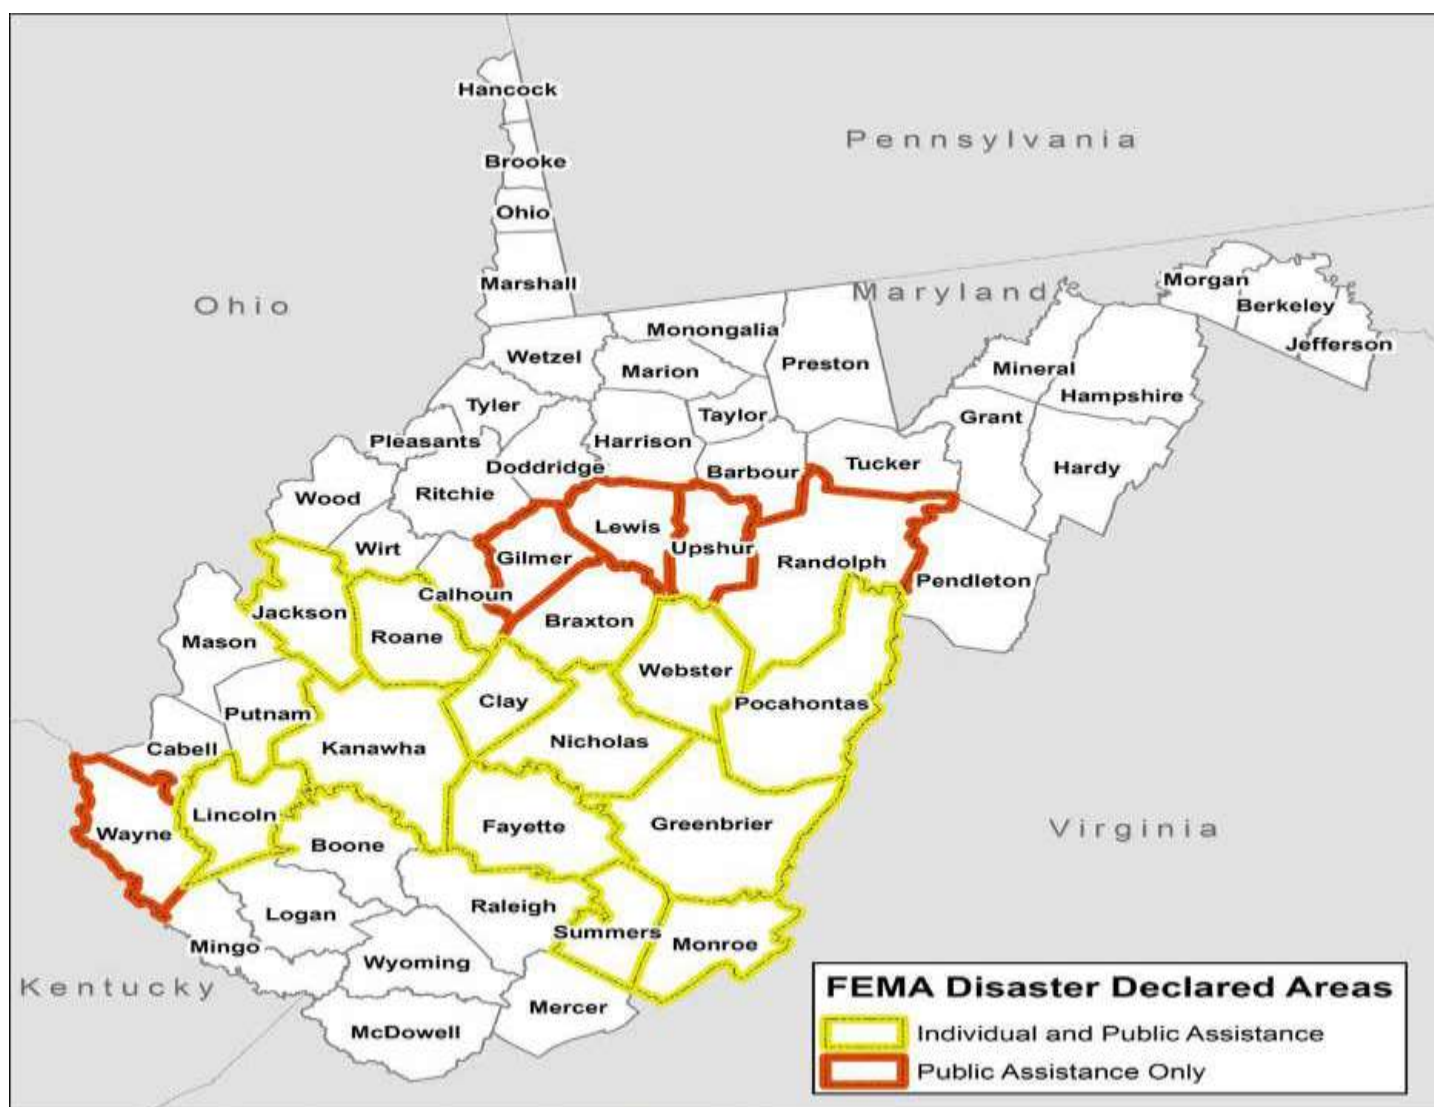 Hancock
Pennsylvania
Brooke
Ohio
Marshall
Ohio
Maryland
Morgan
Berkeley
Jefferson
Monongalia
Wetzel
Marion
Preston
Mineral
Hampshire
Tyler
Taylor
Grant
Pleasants
Harrison
Doddridge
Barbour
Tucker
Hardy
Wood
Ritchie
Lewis
Wirt
Gilmer
Upshur
Randolph
Pendleton
Calhoun
Jackson
Roane
Braxton
Mason
Webster
Clay
Pocahontas
Putnam
Kanawha
Nicholas
Cabell
Lincoln
Wayne
Fayette
Greenbrier
Virginia
Boone
Logan
Raleigh
Summers
Monroe
Mingo
Wyoming
Kentucky
Mercer
McDowell
FEMA Disaster Declared Areas
Individual and Public Assistance
Public Assistance Only